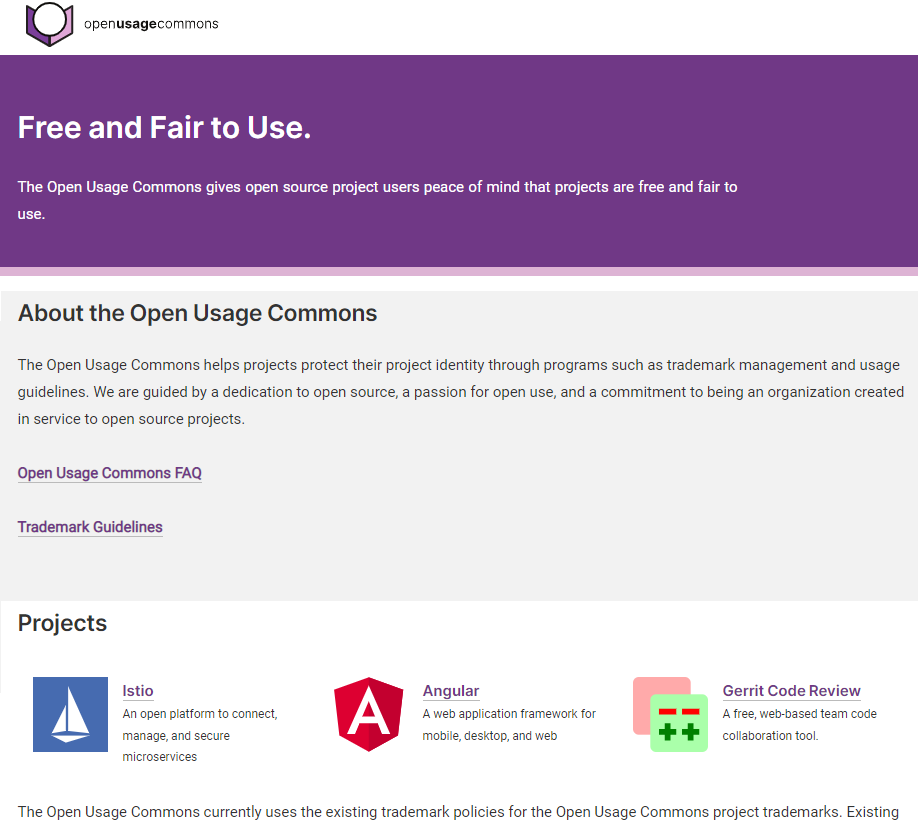 openusagecommons
Free and Fair to Use.
The Open Usage Commons gives open source project users peace of mind that projects are free and fair to
use.
About the Open Usage Commons
The Open Usage Commons helps projects protect their project identity through programs such as trademark management and usage
guidelines. We are guided by a dedication to open source, a passion for open use, and a commitment to being an organization created
in service to open source projects.
Open Usage Commons FAQ
Trademark Guidelines
Projects
Istio
An open platform to connect,
manage, and secure
microservices
A
Angular
A web application framework for
mobile, desktop, and web
Gerrit Code Review
A free, web-based team code
collaboration tool.
The Open Usage Commons currently uses the existing trademark policies for the Open Usage Commons project trademarks. Existing